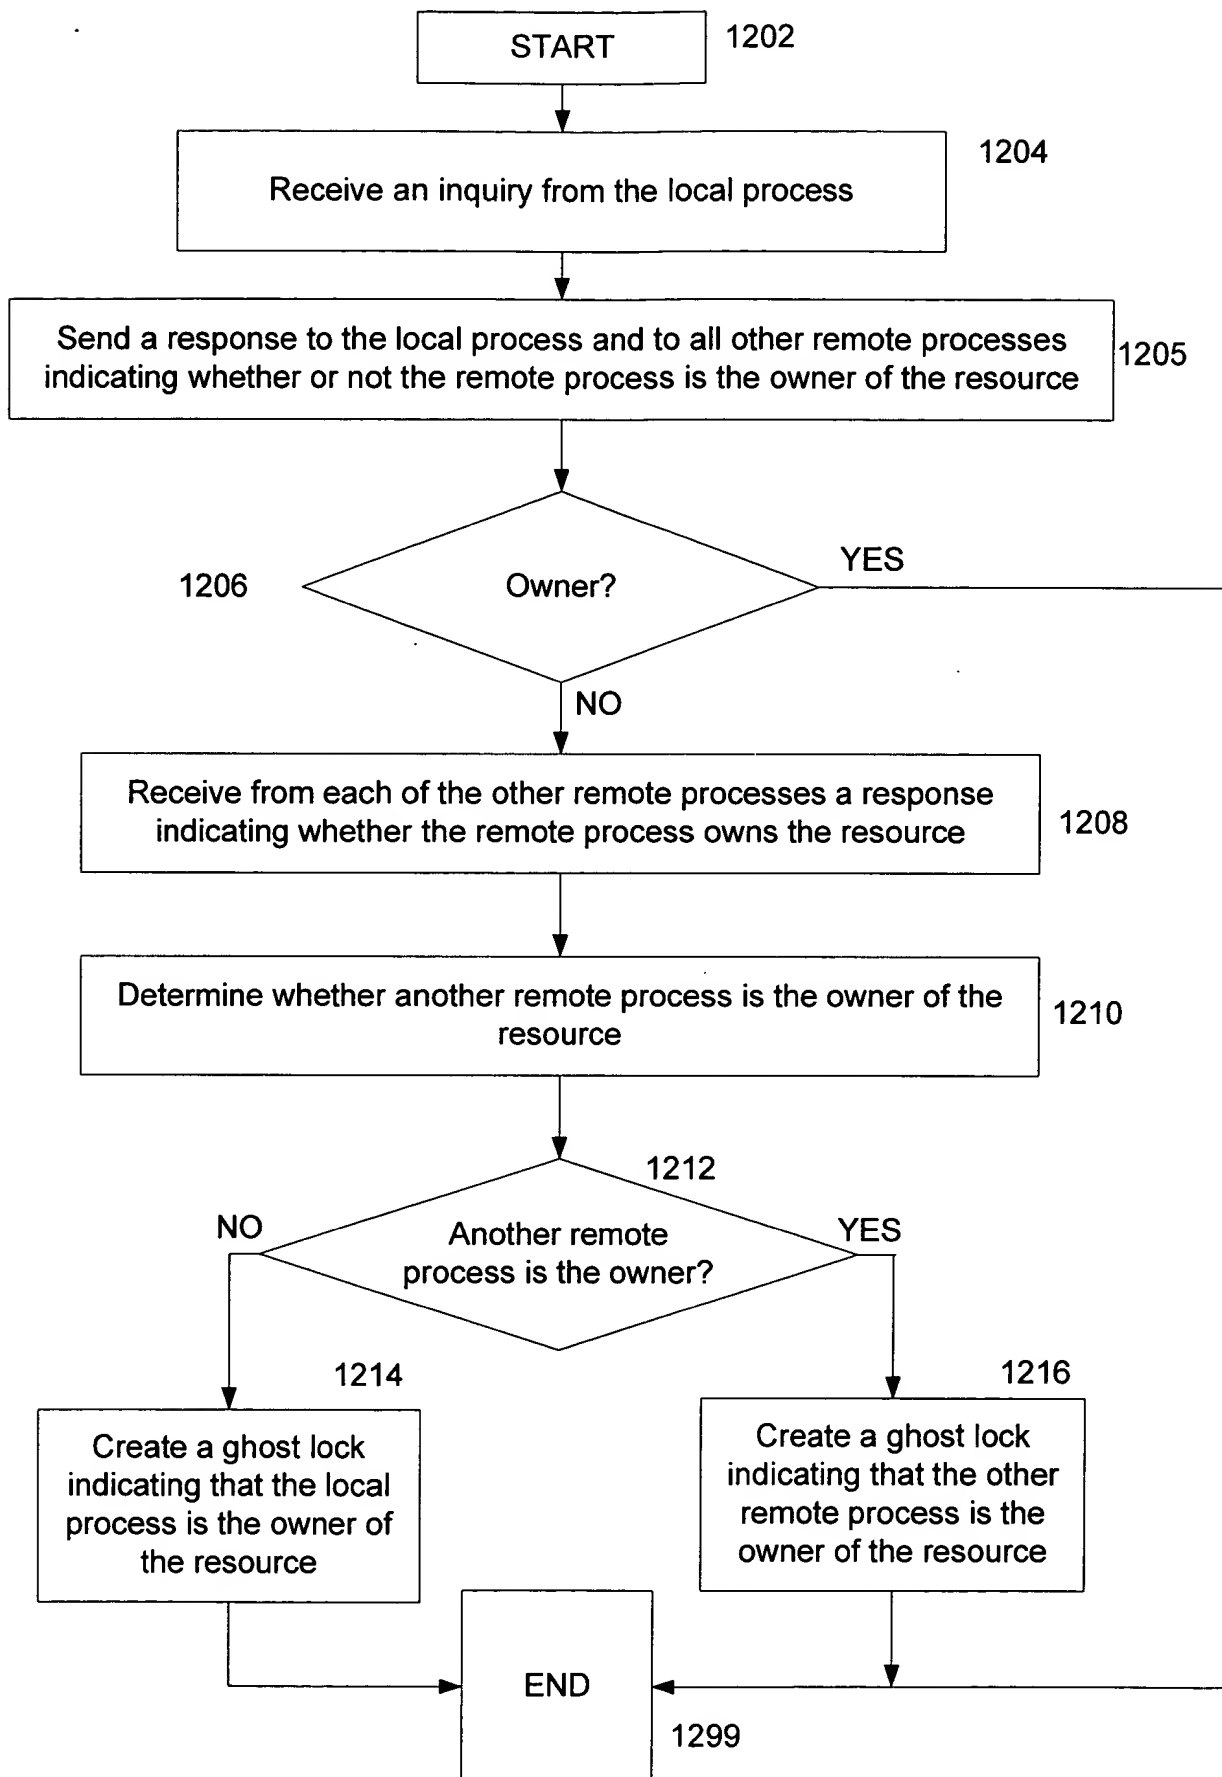 START
1202
1204
Receive an inquiry from the local process
Send a response to the local process and to all other remote processes
indicating whether or not the remote process is the owner of the resource
1205
1206
Owner?
YES
NO
Receive from each of the other remote processes a response
indicating whether the remote process owns the resource
1208
Determine whether another remote process is the owner of the
resource
1210
1212
NO
Another remote
process is the owner?
YES
1214
1216
Create a ghost lock
indicating that the local
process is the owner of
the resource
Create a ghost lock
indicating that the other
remote process is the
owner of the resource
END
1299